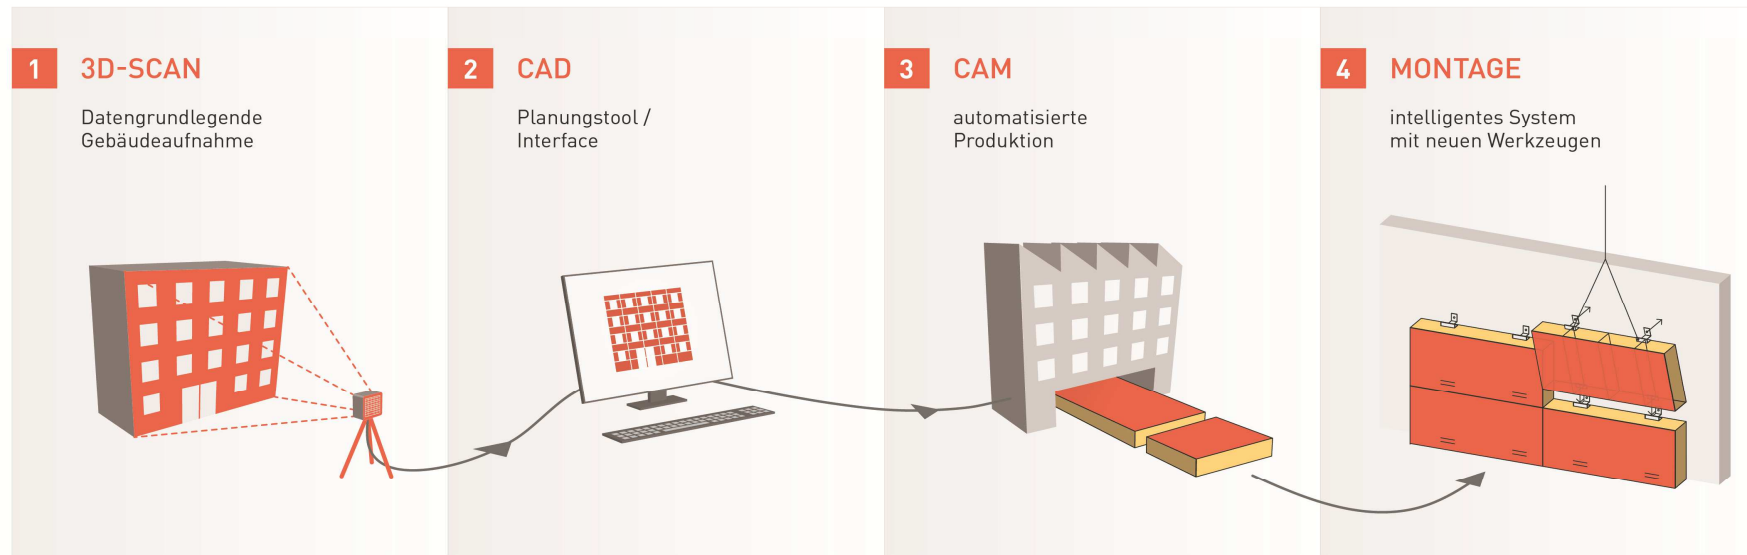 1 3D-SCAN
Datengrundlegende
Gebäudeaufnahme
2 CAD
Planungstool /
Interface
3 CAM
automatisierte
Produktion
4 MONTAGE
intelligentes System
mit neuen Werkzeugen